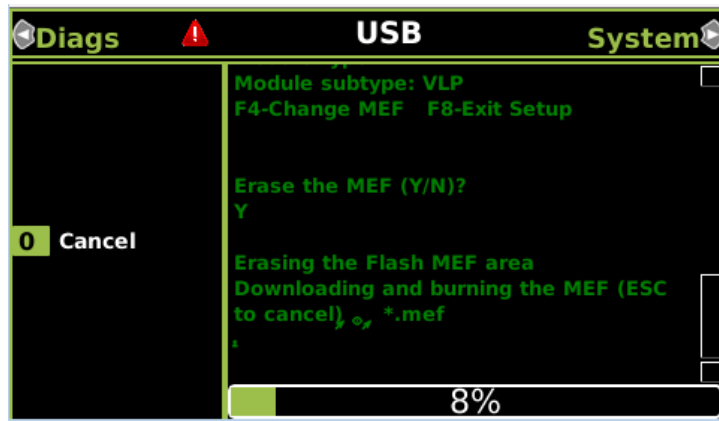 Diags
USB
System
Module subtype: VLP
F4-Change MEF F8-Exit Setup
Erase the MEF (Y/N)?
Y
0 Cancel
Erasing the Flash MEF area
Downloading and burning the MEF (ESC
to cancel) *.mef
8%